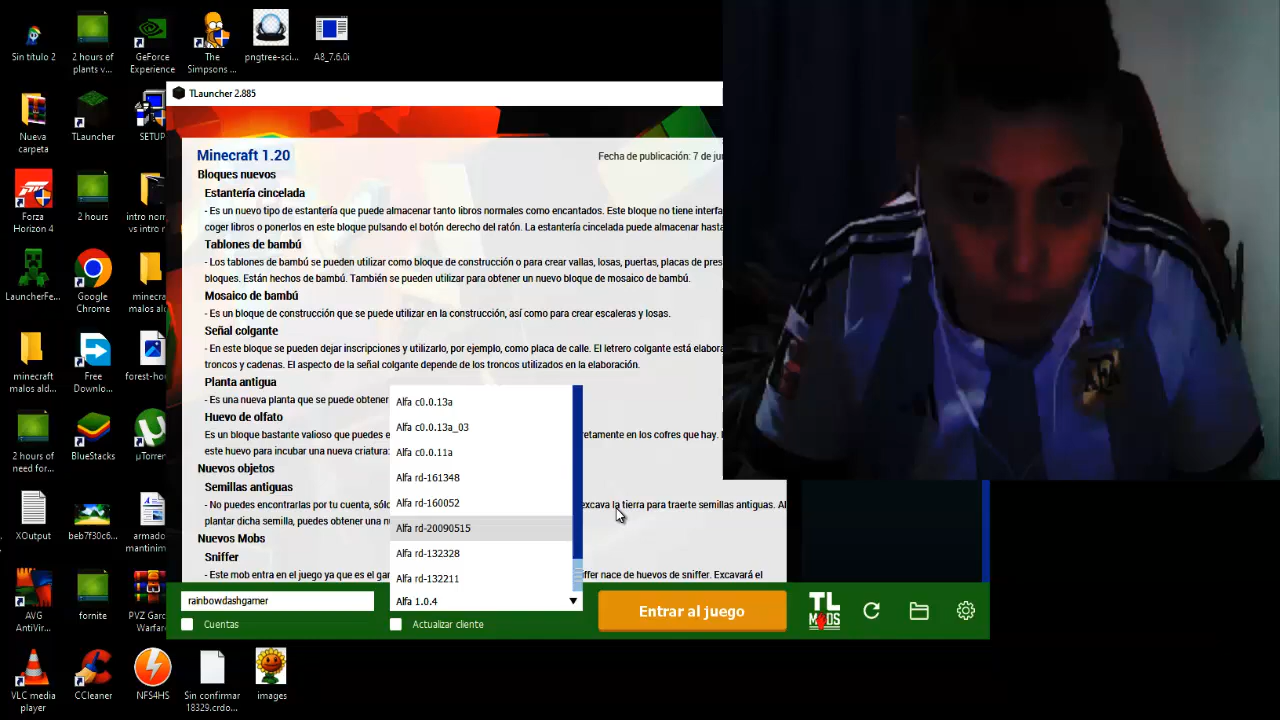 Sin título 2
2 hours of
plants v...
GeForce
Experience
The
Simpsons ...
pngtree-sci...
A8_7.6.0i
Nueva
carpeta
TLauncher
SETUP
Forza
Horizon 4
2 hours
intro nor
vs intro r
LauncherFe...
Google
Chrome
minecra
malos ald
minecraft
malos ald...
Free
Downlo...
forest-hou
2 hours of
need for...
BlueStacks
µTorren
XOutput
beb7f30c6...
armado
mantinim
AVG
AntiVir...
fornite
PVZ Garc
Warfare
VLC media
player
CCleaner
NFS4HS
Sin confirmar
18329.crdo...
images
TLauncher 2.885
Minecraft 1.20
Fecha de publicación: 7 de jun
Bloques nuevos
Estantería cincelada
- Es un nuevo tipo de estantería que puede almacenar tanto libros normales como encantados. Este bloque no tiene interfa
coger libros o ponerlos en este bloque pulsando el botón derecho del ratón. La estantería cincelada puede almacenar hasta
Tablones de bambú
- Los tablones de bambú se pueden utilizar como bloque de construcción o para crear vallas, losas, puertas, placas de pres
bloques. Están hechos de bambú. También se pueden utilizar para obtener un nuevo bloque de mosaico de bambú.
Mosaico de bambú
- Es un bloque de construcción que se puede utilizar en la construcción, así como para crear escaleras y losas.
Señal colgante
- En este bloque se pueden dejar inscripciones y utilizarlo, por ejemplo, como placa de calle. El letrero colgante está elabora
troncos y cadenas. El aspecto de la señal colgante depende de los troncos utilizados en la elaboración.
Planta antigua
- Es una nueva planta que se puede obtener
Huevo de olfato
Es un bloque bastante valioso que puedes e
retamente en los cofres que hay.
este huevo para incubar una nueva criatura:
Nuevos objetos
Semillas antiguas
- No puedes encontrarlas por tu cuenta, sólo
excava la tierra para traerte semillas antiguas. Al
plantar dicha semilla, puedes obtener una nu
Nuevos Mobs
Sniffer
- Este mob entra en el juego ya que es el gan
ffer nace de huevos de sniffer. Excavará el
Alfa c0.0.13a
Alfa c0.0.13a_03
Alfa c0.0.11a
Alfa rd-161348
Alfa rd-160052
Alfa rd-20090515
Alfa rd-132328
Alfa rd-132211
rainbowdashgamer
Alfa 1.0.4
Entrar al juego
TL
MODS
Cuentas
Actualizar cliente